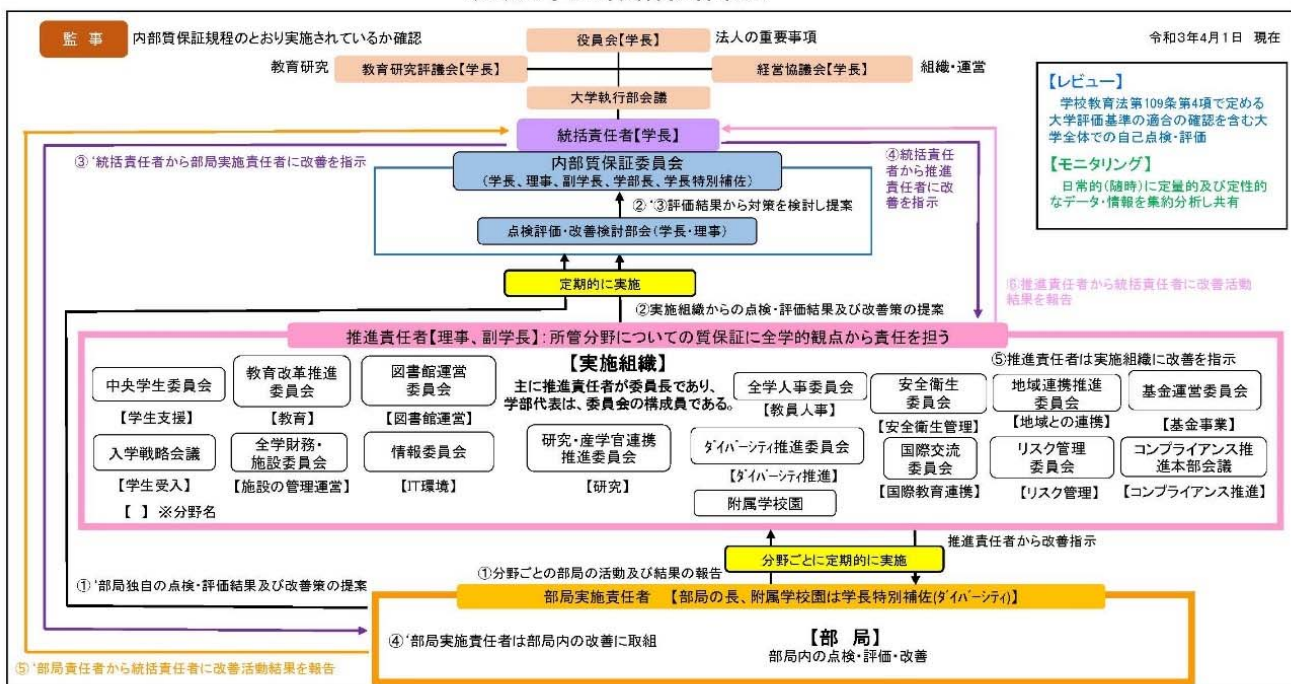 監 事
内部質保証規程のとおり実施されているか確認
役員会【学長】
法人の重要事項
令和3年4月1日 現在
教育研究
教育研究評議会【学長】
経営協議会【学長】
組織・運営
大学執行部会議
【レビュー】
学校教育法第109条第4項で定める
大学評価基準の適合の確認を含む大
学全体での自己点検・評価
【モニタリング】
日常的(随時)に定量的及び定性的
なデータ・情報を集約分析し共有
統括責任者【学長】
③'統括責任者から部局実施責任者に改善を指示
内部質保証委員会
(学長、理事、副学長、学部長、学長特別補佐)
④統括責任
者から推進
責任者に改
善を指示
②'③評価結果から対策を検討し提案
点検評価・改善検討部会(学長・理事)
定期的に実施
⑥推進責任者から統括責任者に改善活動
結果を報告
②実施組織からの点検・評価結果及び改善策の提案
推進責任者【理事、副学長】:所管分野についての質保証に全学的観点から責任を担う
【実施組織】
主に推進責任者が委員長であり、
学部代表は、委員会の構成員である。
⑤推進責任者は実施組織に改善を指示
中央学生委員会
【学生支援】
教育改革推進
委員会
【教育】
図書館運営
委員会
【図書館運営】
全学人事委員会
【教員人事】
安全衛生
委員会
【安全衛生管理】
地域連携推進
委員会
【地域との連携】
基金運営委員会
【基金事業】
入学戦略会議
【学生受入】
全学財務・
施設委員会
【施設の管理運営】
情報委員会
【IT環境】
研究・産学官連携
推進委員会
【研究】
ダイバーシティ推進委員会
【ダイバーシティ推進】
国際交流
委員会
【国際教育連携】
リスク管理
委員会
【リスク管理】
コンプライアンス推
進本部会議
【コンプライアンス推進】
【 】※分野名
附属学校園
推進責任者から改善指示
分野ごとに定期的に実施
①分野ごとの部局の活動及び結果の報告
①'部局独自の点検・評価結果及び改善策の提案
部局実施責任者 【部局の長、附属学校園は学長特別補佐(ダイバーシティ)】
④'部局実施責任者は部局内の改善に取組
【部 局】
部局内の点検・評価・改善
⑤'部局責任者から統括責任者に改善活動結果を報告